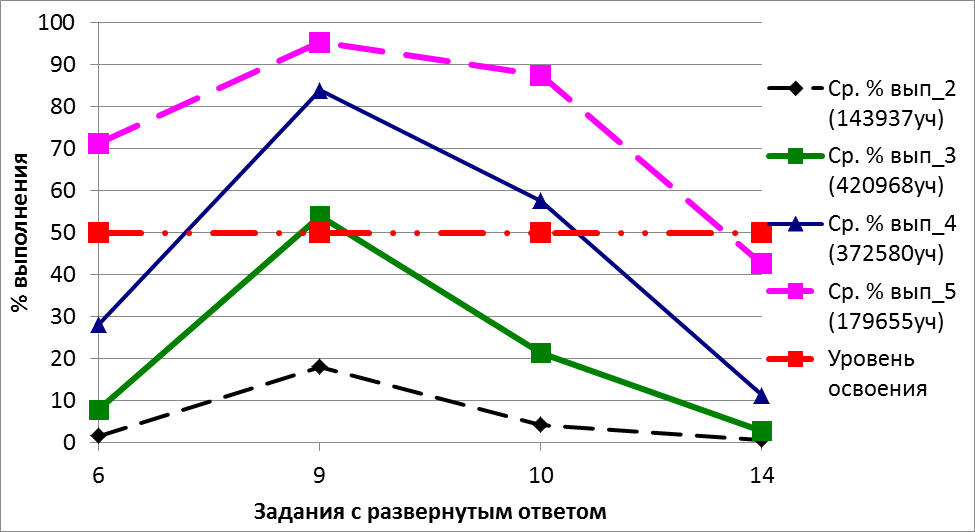 100
90
80
70
60
50
40
30
20
10
0
% выполнения
6 9 10 14
Задания с развернутым ответом
Ср. % вып_2
(143937уч)
Ср. % вып_3
(420968уч)
Ср. % вып_4
(372580уч)
Ср. % вып_5
(179655уч)
Уровень
освоения